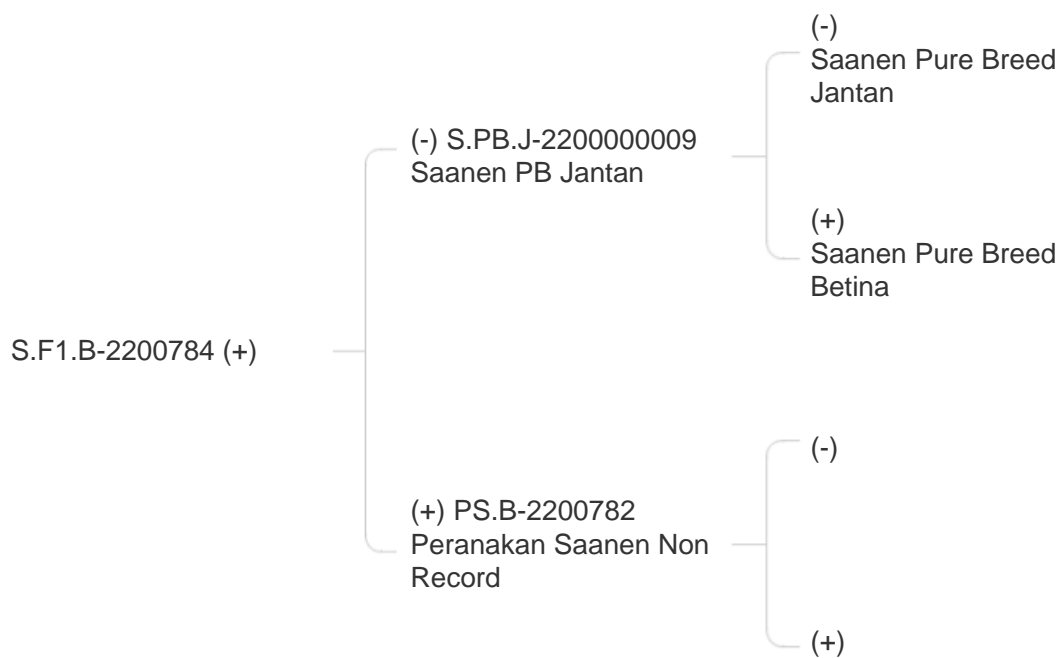 (-)
Saanen Pure Breed
Jantan
(-) S.PB.J-2200000009
Saanen PB Jantan
(+)
Saanen Pure Breed
Betina
S.F1.B-2200784 (+)
(-)
(+) PS.B-2200782
Peranakan Saanen Non
Record
(+)